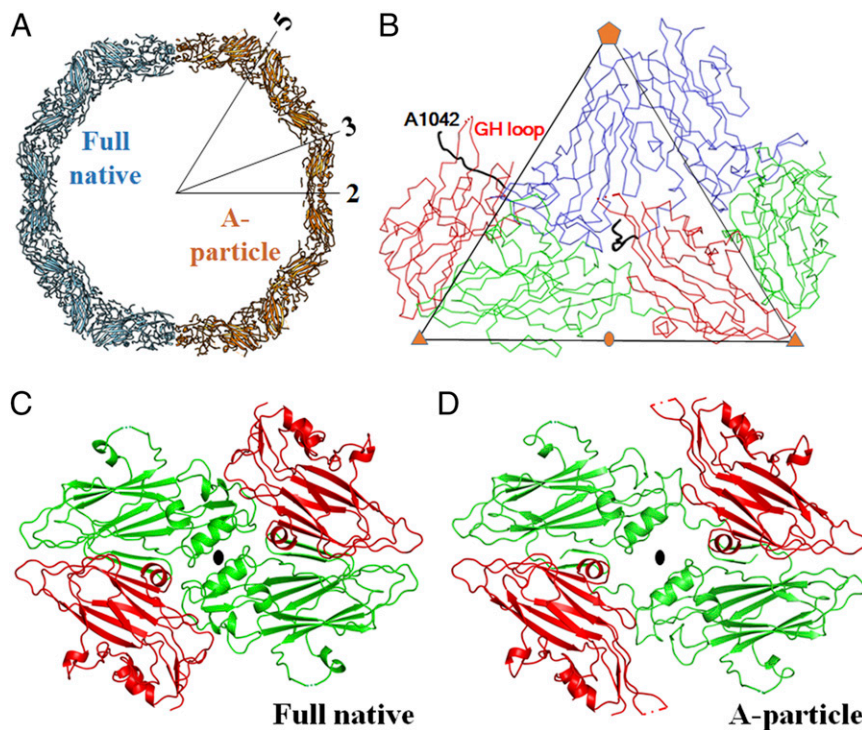 A
5
3
2
Full
native
A-
particle
B
A1042
GH loop
C
Full native
D
A-particle